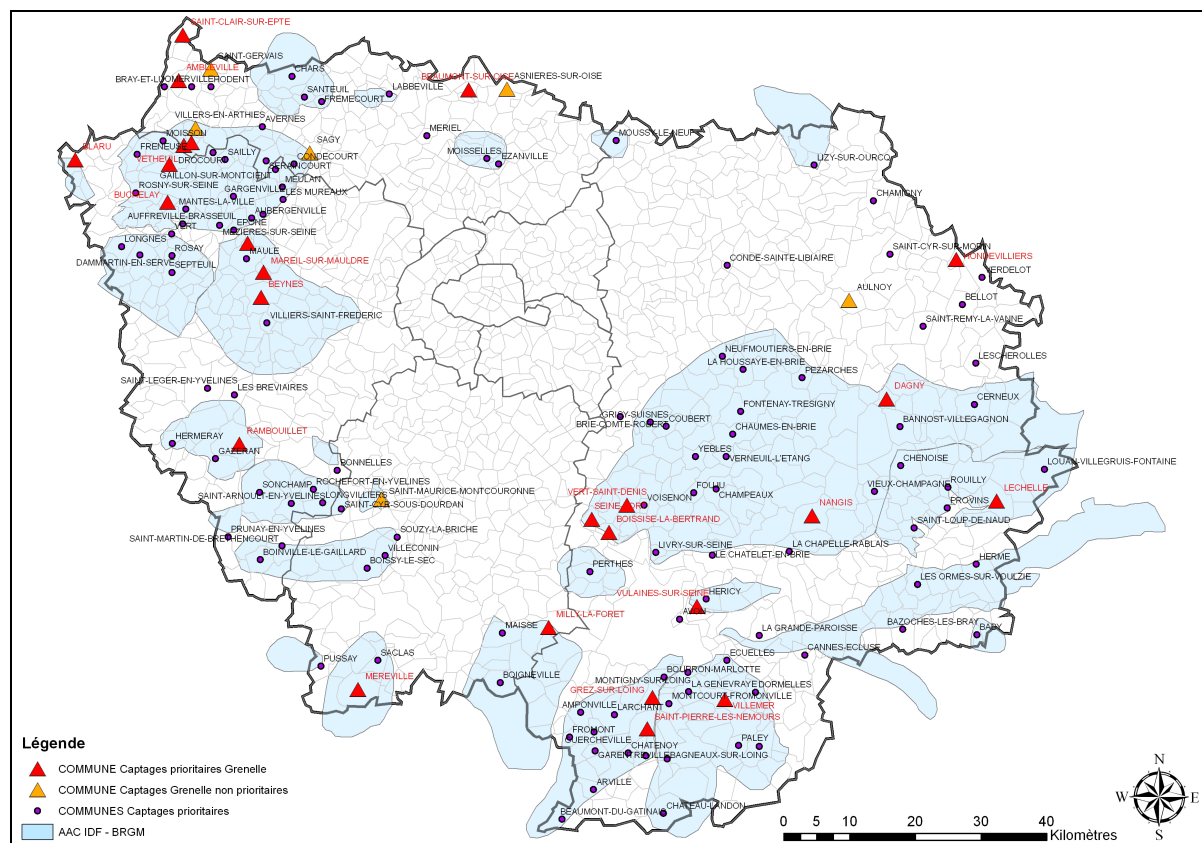 SAINT-CLAIR-SUR-EPTE
SAINT-GERVAIS
AMBLEVILLE
CHARS
BEAUMONT-SUR-OISE
ASNIERES-SUR-OISE
HODENT
SANTEUIL
LABBEVILLE
FREMECOURT
VILLERS-EN-ARTHIES
AVERNES
MERIEL
MOUSSY-LE-NEUF
MOISSON
SAGY
FRENEUSE
SAILLY
CONDECOURT
MOISSELLES
EZANVILLE
LIZY-SUR-OURCQ
BLARU
DROCOURT
SERAINCOURT
GAILLON-SUR-MONTCIENT
MEULAN
ROSNY-SUR-SEINE
BUCHELAY
GARGENVILLE
LES MUREAUX
CHAMIGNY
MANTES-LA-VILLE
AUBERGENVILLE
AUFFREVILLE-BRASSEUIL
EPONE
VERT
MEZIERES-SUR-SEINE
LONGNES
ROSAY
MAULE
SAINT-CYR-SUR-MORIN
HONDEVILLIERS
DAMMARTIN-EN-SERVE
SEPTEUIL
MAREIL-SUR-MAULDRE
CONDE-SAINTE-LIBIAIRE
VERDELOT
BEYNES
AULNOY
BELLOT
VILLIERS-SAINT-FREDERIC
SAINT-REMY-LA-VANNE
NEUFMOUTIERS-EN-BRIE
LA HOUSSAYE-EN-BRIE
LESCHEROLLES
PEZARCHES
SAINT-LEGER-EN-YVELINES
LES BREVIAIRES
DAGNY
CERNEUX
FONTENAY-TRESIGNY
GRISY-SUISNES
BRIE-COMTE-ROBERT
COUBERT
BANNOST-VILLEGAGNON
RAMBOUILLET
HERMERAY
CHAUMES-EN-BRIE
GAZERAN
YEBLES
VERNEUIL-L'ETANG
BONNELLES
CHENOISE
LOUAN-VILLEGRUIS-FONTAINE
SONCHAMP
ROCHEFORT-EN-YVELINES
SAINT-MAURICE-MONTCOURONNE
VERT-SAINT-DENIS
FOUJU
CHAMPEAUX
VIEUX-CHAMPAGNE
ROUILLY
LECHELLE
SAINT-ARNOULT-EN-YVELINES
LONGVILLIERS
SAINT-CYR-SOUS-DOURDAN
VOISENON
NANGIS
PROVINS
BOISSISE-LA-BERTRAND
SAINT-LOUP-DE-NAUD
PRUNAY-EN-YVELINES
SAINT-MARTIN-DE-BRETHENCOURT
SOUZY-LA-BRICHE
BOINVILLE-LE-GAILLARD
VILLECONIN
BOISSY-LE-SEC
LIVRY-SUR-SEINE
LE CHATELET-EN-BRIE
LA CHAPELLE-RABLAIS
HERME
PERTHES
LES ORMES-SUR-VOULZIE
VULAINES-SUR-SEINE
HERICY
AVON
MILLY-LA-FORET
MAISSE
LA GRANDE-PAROISSE
BAZOCHES-LES-BRAY
BABY
CANNES-ECLUSE
PUSSAY
SACLAS
ECUELLES
BOURRON-MARLOTTE
MONTIGNY-SUR-LOING
BOIGNEVILLE
MEREVILLE
LA GENEVRAYE
DORMELLES
GREZ-SUR-LOING
MONTCOURT-FROMONVILLE
VILLEMER
AMPONVILLE
LARCHANT
SAINT-PIERRE-LES-NEMOURS
FROMONT
GUERCHEVILLE
CHATENOY
PALEY
GARENTREVILLE
BAGNEAUX-SUR-LOING
ARVILLE
BEAUMONT-DU-GATINAIS
CHATEAU-LANDON
Légende
COMMUNE Captages prioritaires Grenelle
COMMUNE Captages Grenelle non prioritaires
COMMUNES Captages prioritaires
AAC IDF - BRGM
N
W
E
S
0 5 10 20 30 40
Kilomètres